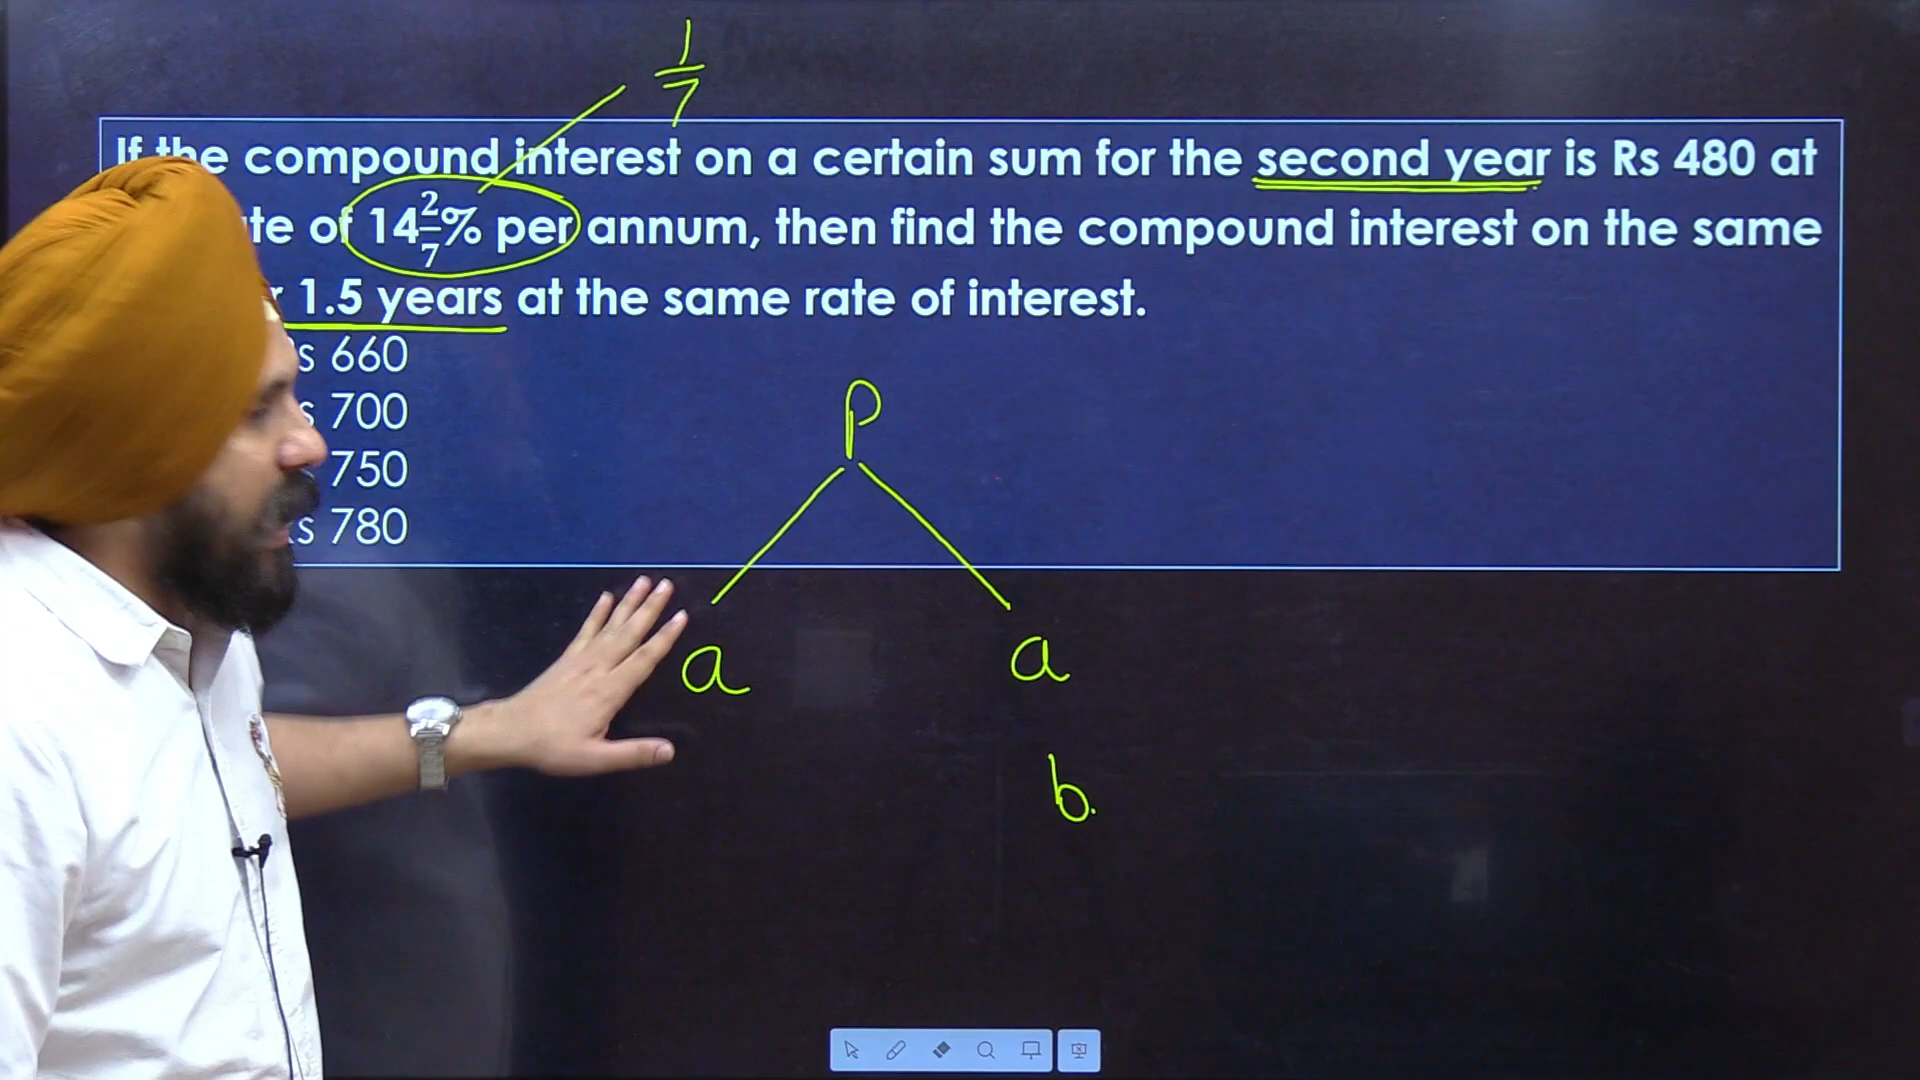 1
7
If the compound interest on a certain sum for the second year is Rs 480 at
te of 14 2/7% per annum, then find the compound interest on the same
r 1.5 years at the same rate of interest.
s 660
s 700
750
s 780
P
a a
b.